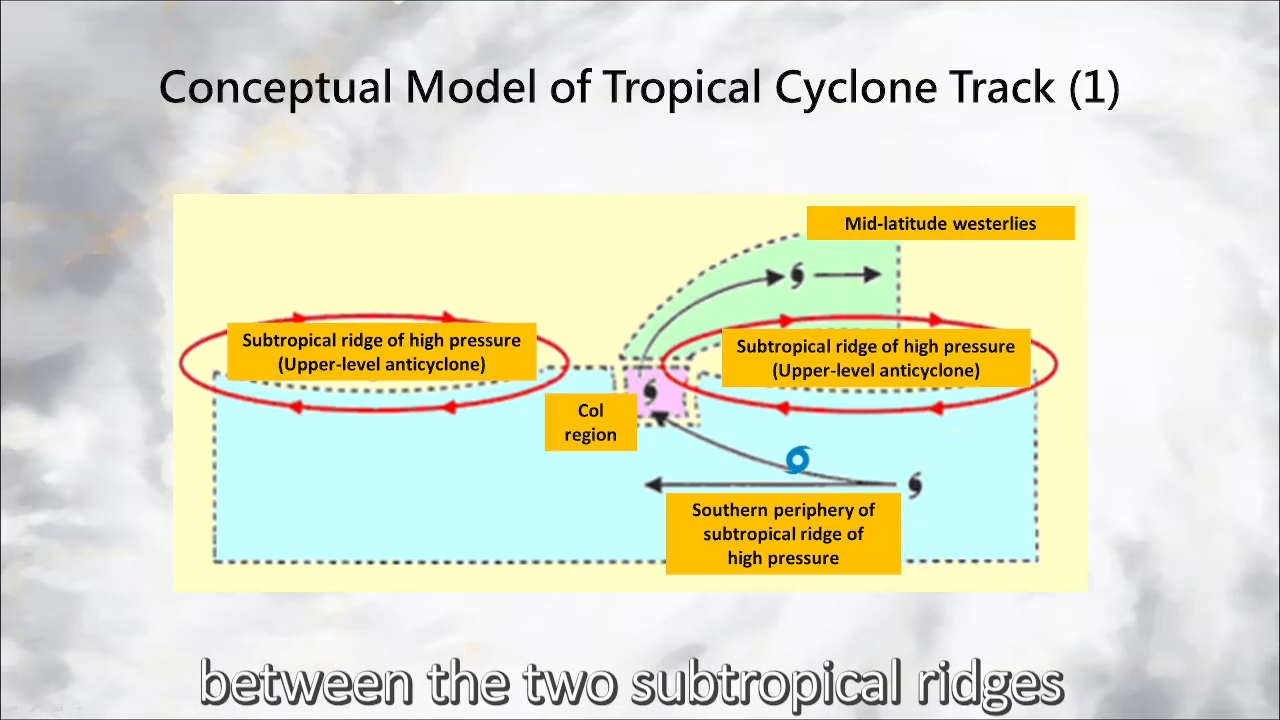 Conceptual Model of Tropical Cyclone Track (1)
Mid-latitude westerlies
Subtropical ridge of high pressure
(Upper-level anticyclone)
Subtropical ridge of high pressure
(Upper-level anticyclone)
Col
region
Southern periphery of
subtropical ridge of
high pressure
between the two subtropical ridges